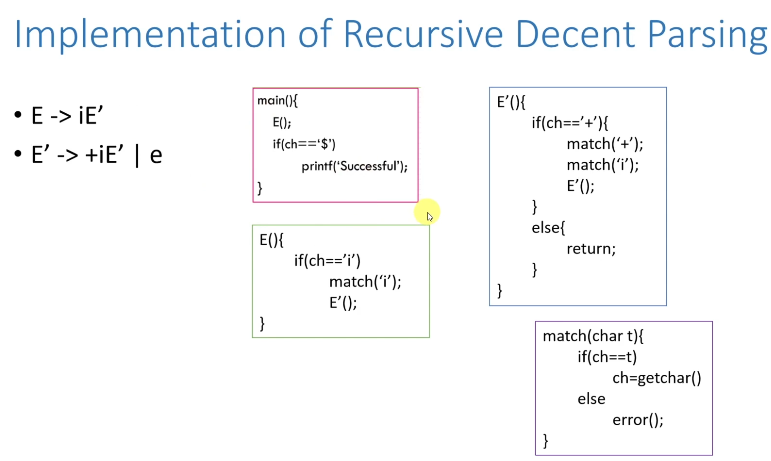 Implementation of Recursive Decent Parsing
• E -> iE’
• E’ -> +iE’ | e
main(){
E();
if(ch==‘$’)
printf(‘Successful’);
}
E(){
if(ch==’i’)
match(‘i’);
E’();
}
E’(){
if(ch==’+’){
match(‘+’);
match(‘i’);
E’();
}
else{
return;
}
}
match(char t){
if(ch==t)
ch=getchar()
else
error();
}